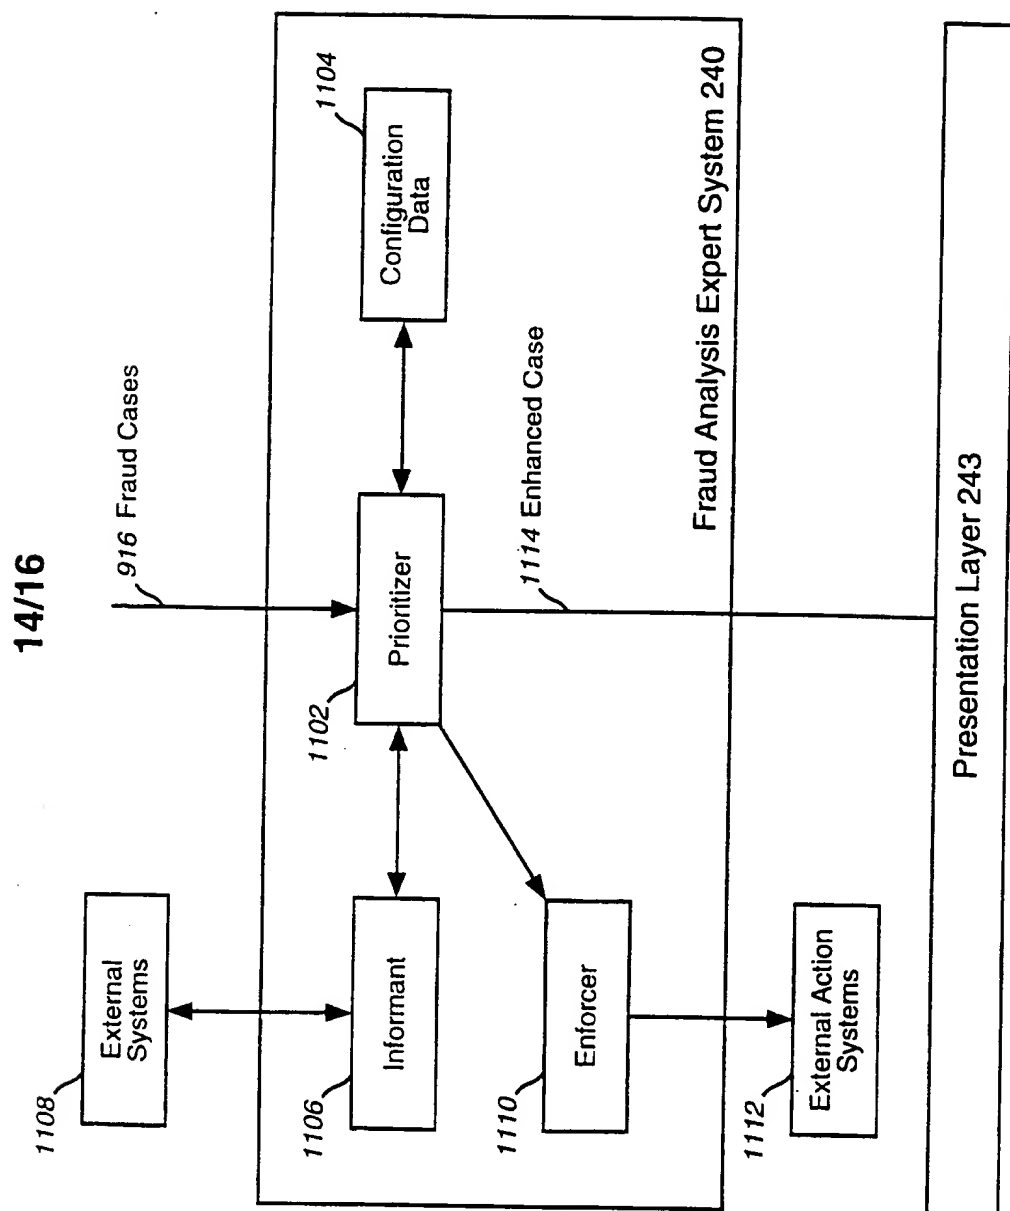 14/16
916 Fraud Cases
1108
External
Systems
1106
Informant
1102
Prioritizer
1104
Configuration
Data
1110
Enforcer
1114 Enhanced Case
Fraud Analysis Expert System 240
1112
External Action
Systems
Presentation Layer 243